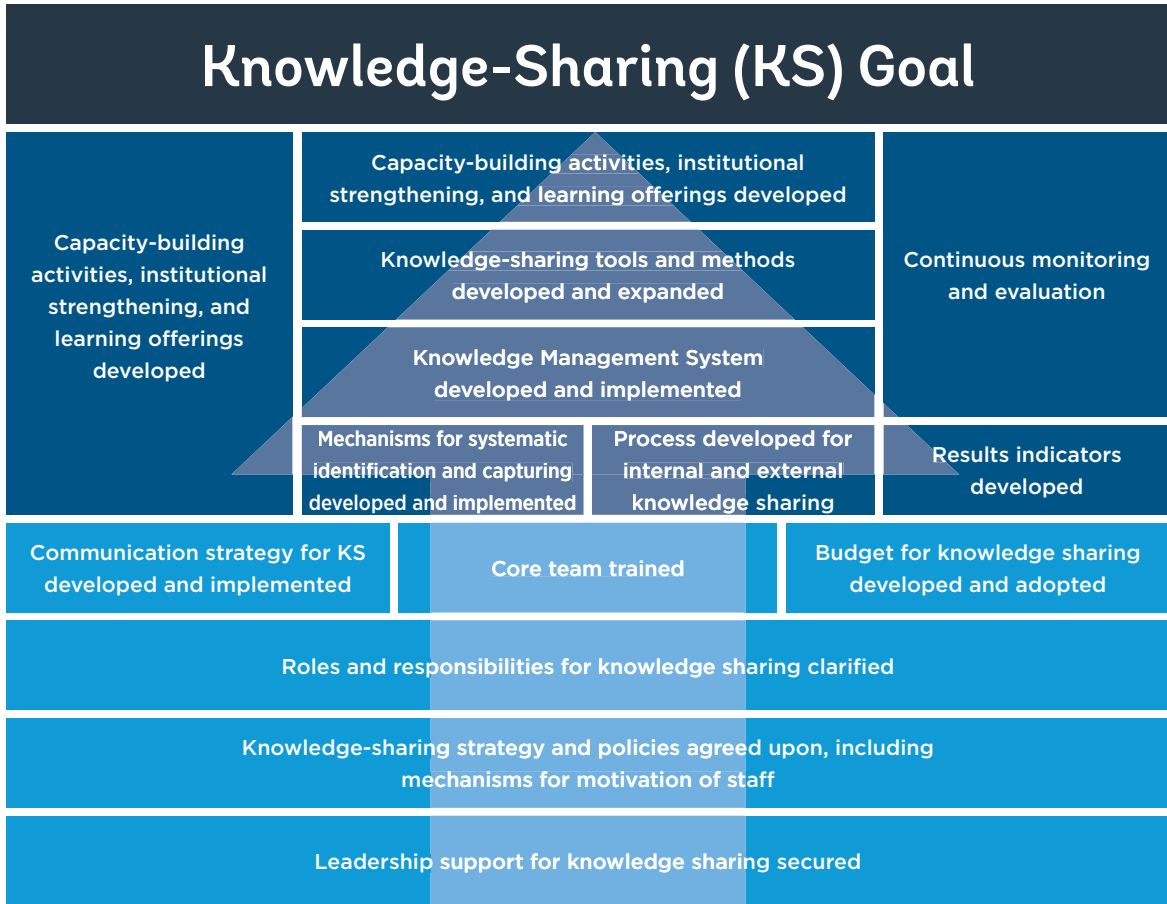 Knowledge-Sharing (KS) Goal
Capacity-building
activities, institutional
strengthening, and
learning offerings
developed
Capacity-building activities, institutional
strengthening, and learning offerings developed
Knowledge-sharing tools and methods
developed and expanded
Knowledge Management System
developed and implemented
Mechanisms for systematic
identification and capturing
developed and implemented
Process developed for
internal and external
knowledge sharing
Continuous monitoring
and evaluation
Results indicators
developed
Communication strategy for KS
developed and implemented
Core team trained
Budget for knowledge sharing
developed and adopted
Roles and responsibilities for knowledge sharing clarified
Knowledge-sharing strategy and policies agreed upon, including
mechanisms for motivation of staff
Leadership support for knowledge sharing secured